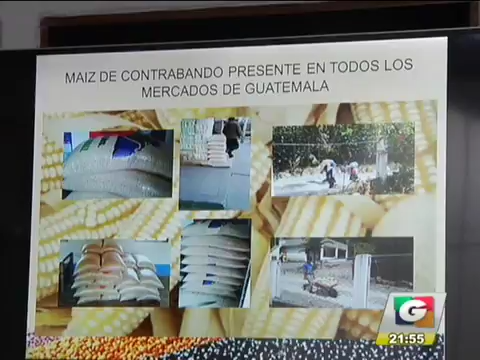 MAIZ DE CONTRABANDO PRESENTE EN TODOS LOS
MERCADOS DE GUATEMALA
G
21:55